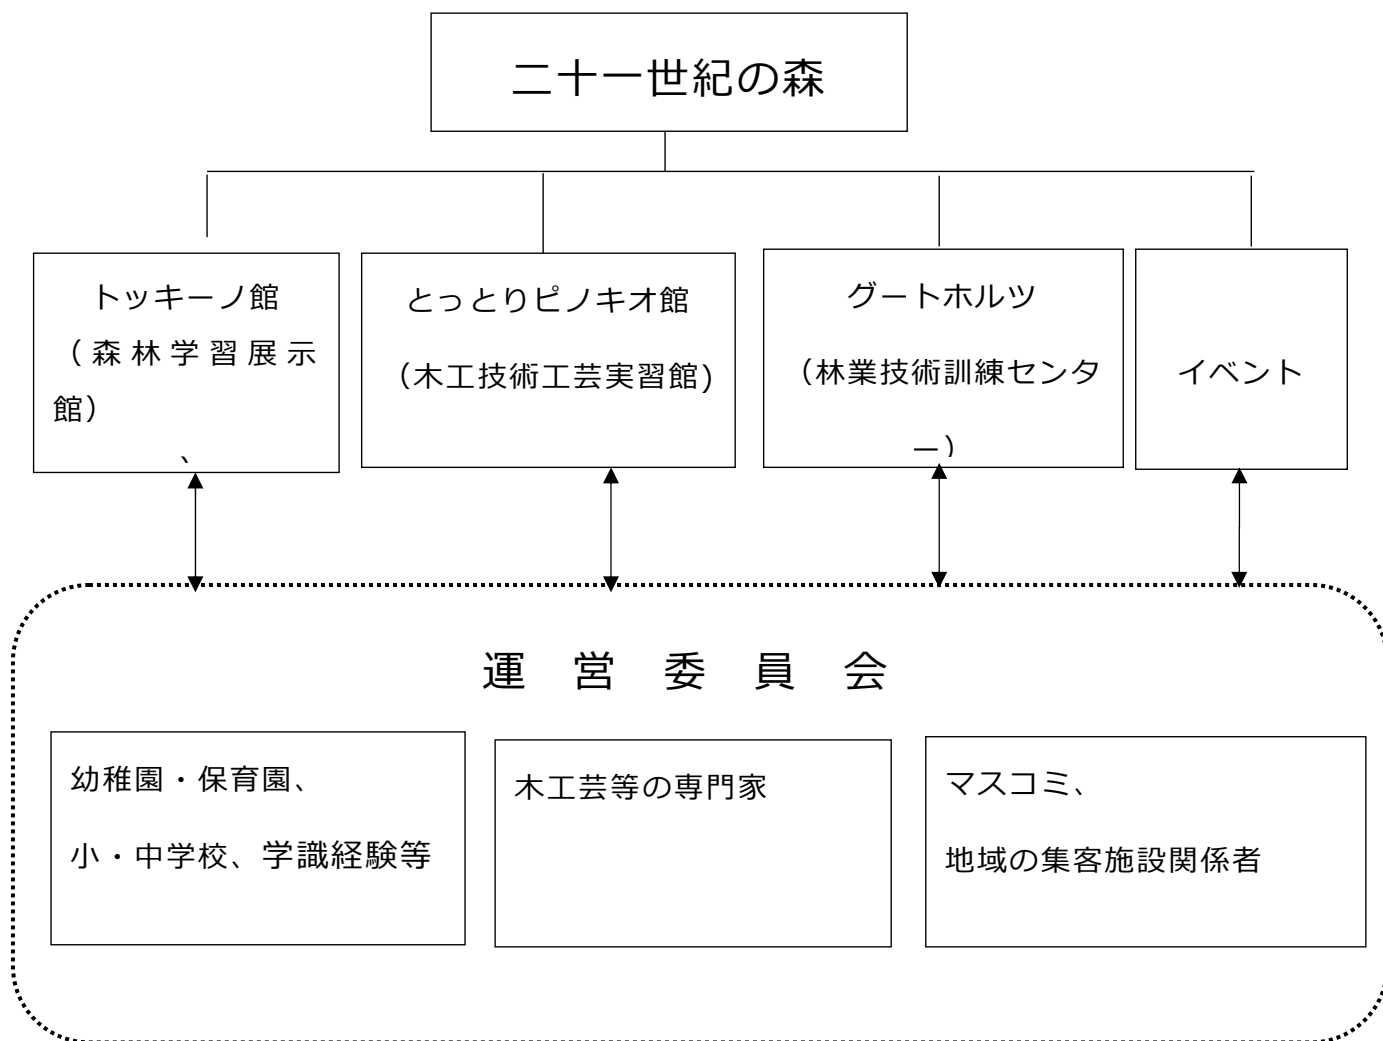 二十一世紀の森
トッキーノ館
（森林学習展示
館）
、
とっとりピノキオ館
（木工技術工芸実習館)
グートホルツ
（林業技術訓練センタ
ー）
イベント
運　営　委　員　会
幼稚園・保育園、
小・中学校、学識経験等
木工芸等の専門家
マスコミ、
地域の集客施設関係者